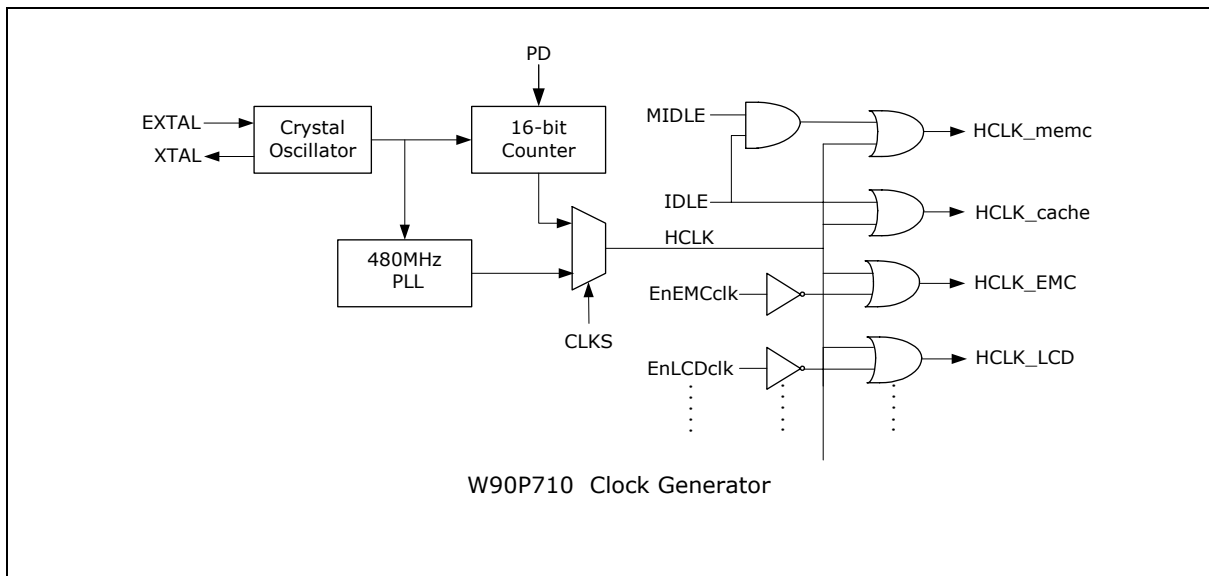 PD
EXTAL
XTAL
Crystal
Oscillator
16-bit
Counter
480MHz
PLL
CLKS
HCLK
MIDLE
IDLE
EnEMCclk
EnLCDclk
HCLK_memc
HCLK_cache
HCLK_EMC
HCLK_LCD
W90P710 Clock Generator